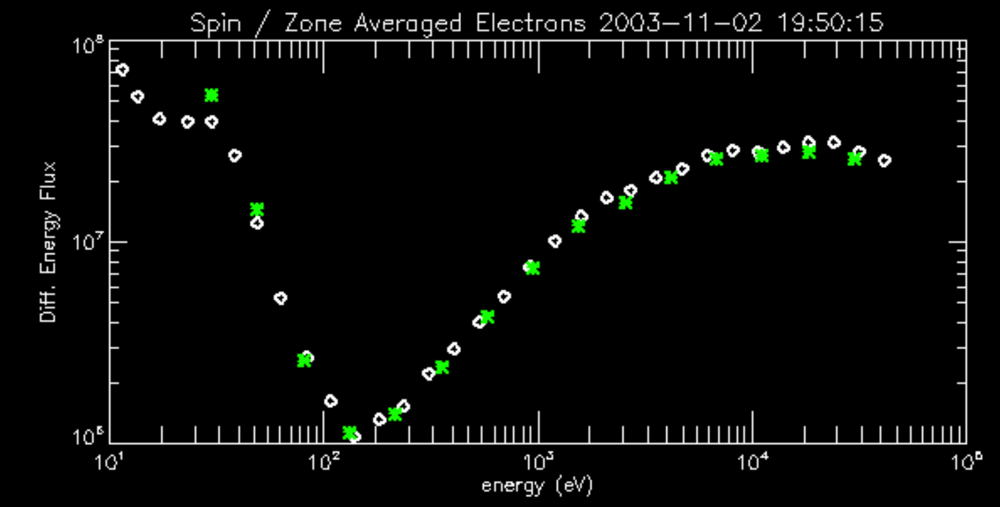 Spin / Zone Averaged Electrons 2003-11-02 19:50:15
10⁸
10⁷
10⁶
Diff. Energy Flux
10¹ 10² 10³ 10⁴ 10⁵
energy (eV)